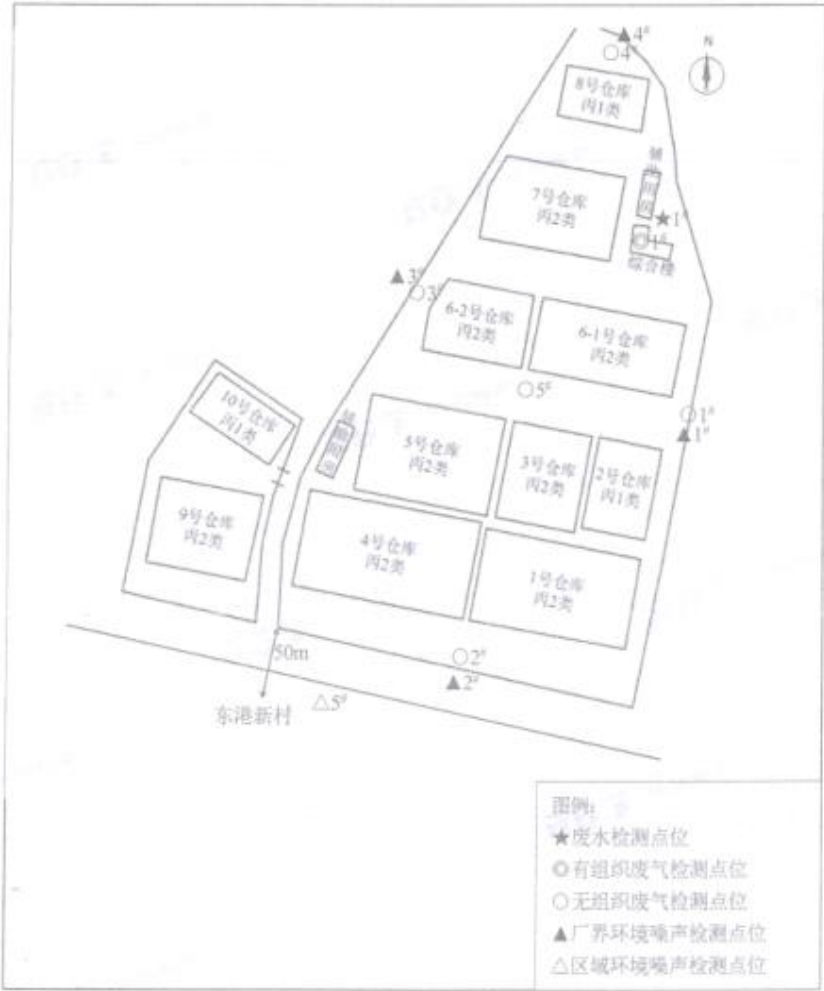 ▲4#
○4#
N
8号仓库
丙1类
辅助用房
7号仓库
丙2类
★1#
◎1#
综合楼
▲3#
○3#
6-2号仓库
丙2类
6-1号仓库
丙2类
○5#
○1#
▲1#
10号仓库
丙1类
辅助用房
5号仓库
丙2类
3号仓库
丙2类
2号仓库
丙1类
9号仓库
丙2类
4号仓库
丙2类
1号仓库
丙2类
50m
○2#
▲2#
东港新村
△5#
图例:
★废水检测点位
◎有组织废气检测点位
○无组织废气检测点位
▲厂界环境噪声检测点位
△区域环境噪声检测点位